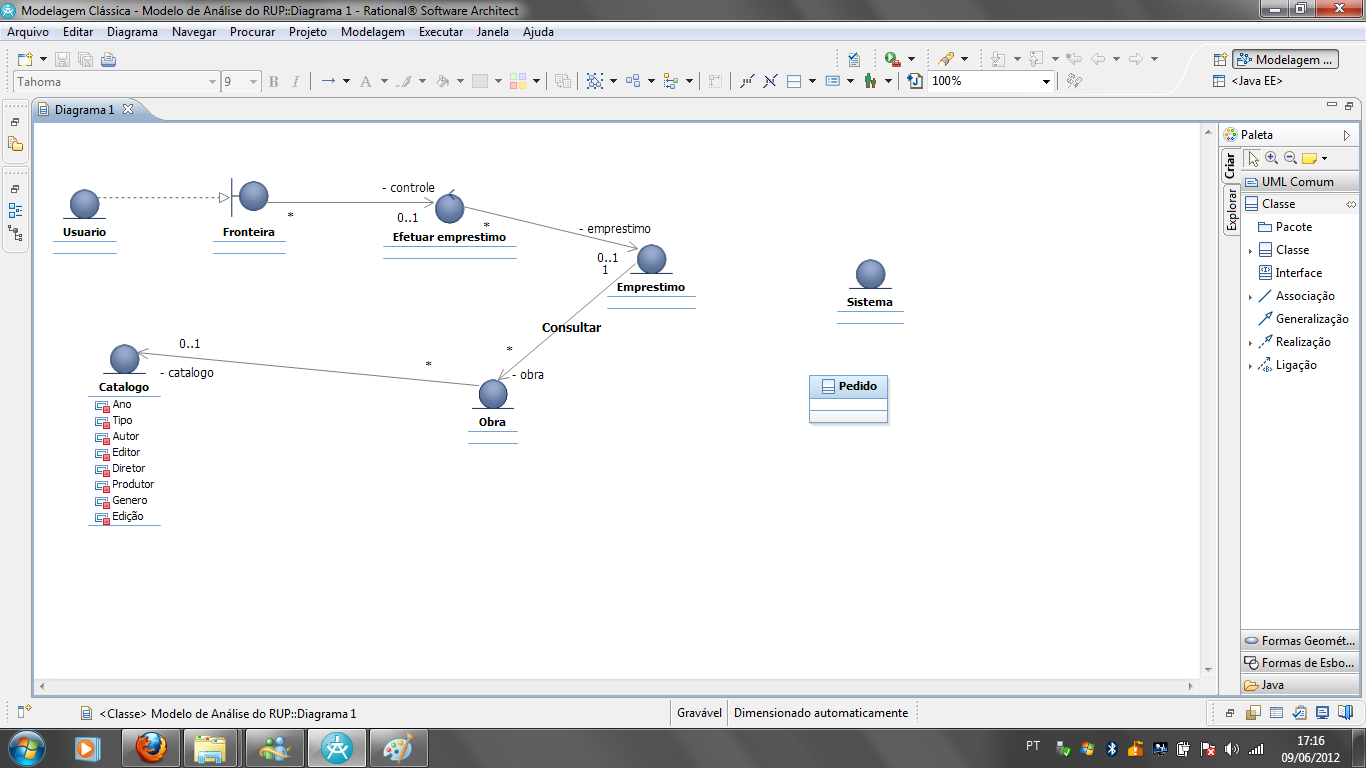 Modelagem Clássica - Modelo de Análise do RUP::Diagrama 1 - Rational® Software Architect
Arquivo Editar Diagrama Navegar Procurar Projeto Modelagem Executar Janela Ajuda
Modelagem ...
Tahoma 9 B I A 100% <Java EE>
Diagrama 1
Paleta
Criar
Explorar
UML Comum
Classe
Pacote
Classe
Interface
Associação
Generalização
Realização
Ligação
Formas Geomét...
Formas de Esbo...
Java
- controle
*
0..1
*
Usuario
Fronteira
Efetuar emprestimo
- emprestimo
0..1
1
Emprestimo
Sistema
Consultar
0..1
*
*
- catalogo
- obra
Catalogo
Pedido
Obra
Ano
Tipo
Autor
Editor
Diretor
Produtor
Genero
Edição
<Classe> Modelo de Análise do RUP::Diagrama 1
Gravável
Dimensionado automaticamente
PT
17:16
09/06/2012